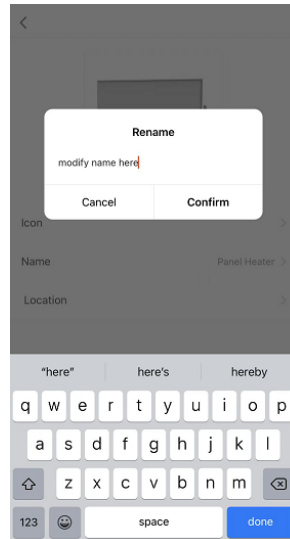 Rename
modify name here
Cancel Confirm
Icon
Name Panel Heater
Location
"here" here's hereby
q w e r t y u i o p
a s d f g h j k l
z x c v b n m
123 space done